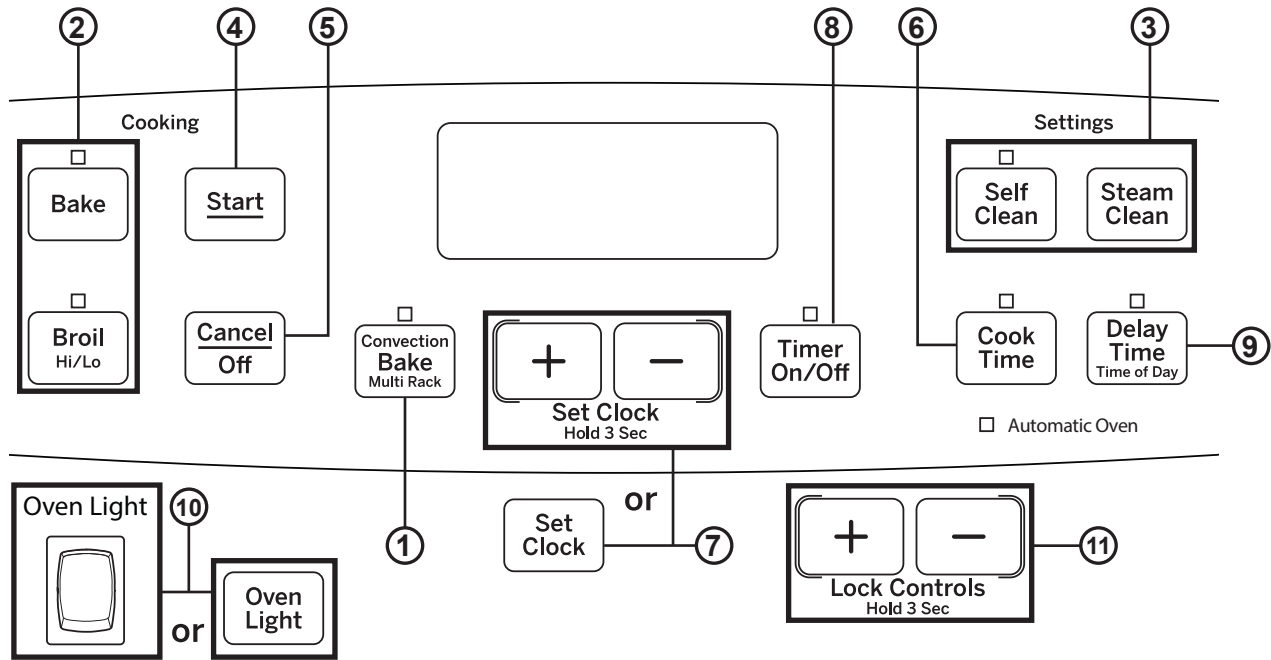 2
4
5
8
6
3
Cooking
Settings
Bake
Start
Self
Clean
Steam
Clean
Broil
Hi/Lo
Cancel
Off
Convection
Bake
Multi Rack
+
−
Set Clock
Hold 3 Sec
Timer
On/Off
Cook
Time
Delay
Time
Time of Day
9
Automatic Oven
Oven Light
10
or
Oven
Light
1
Set
Clock
or
7
+
−
Lock Controls
Hold 3 Sec
11